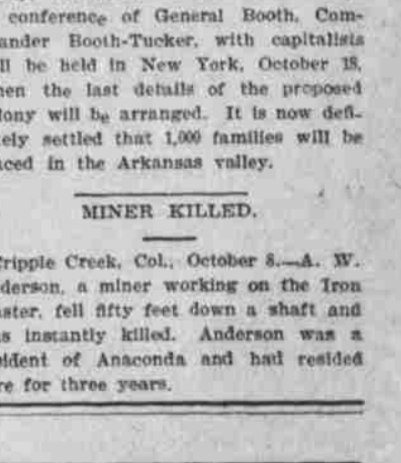 conference of General Booth, Com-
ander Booth-Tucker, with capitalists
ll be held in New York, October 18,
en the last details of the proposed
lony will be arranged. It is now defi-
ely settled that 1,000 families will be
aced in the Arkansas valley.
MINER KILLED.
ripple Creek, Col., October 8.—A. W.
derson, a miner working on the Iron
aster, fell fifty feet down a shaft and
s instantly killed. Anderson was a
sident of Anaconda and had resided
re for three years.